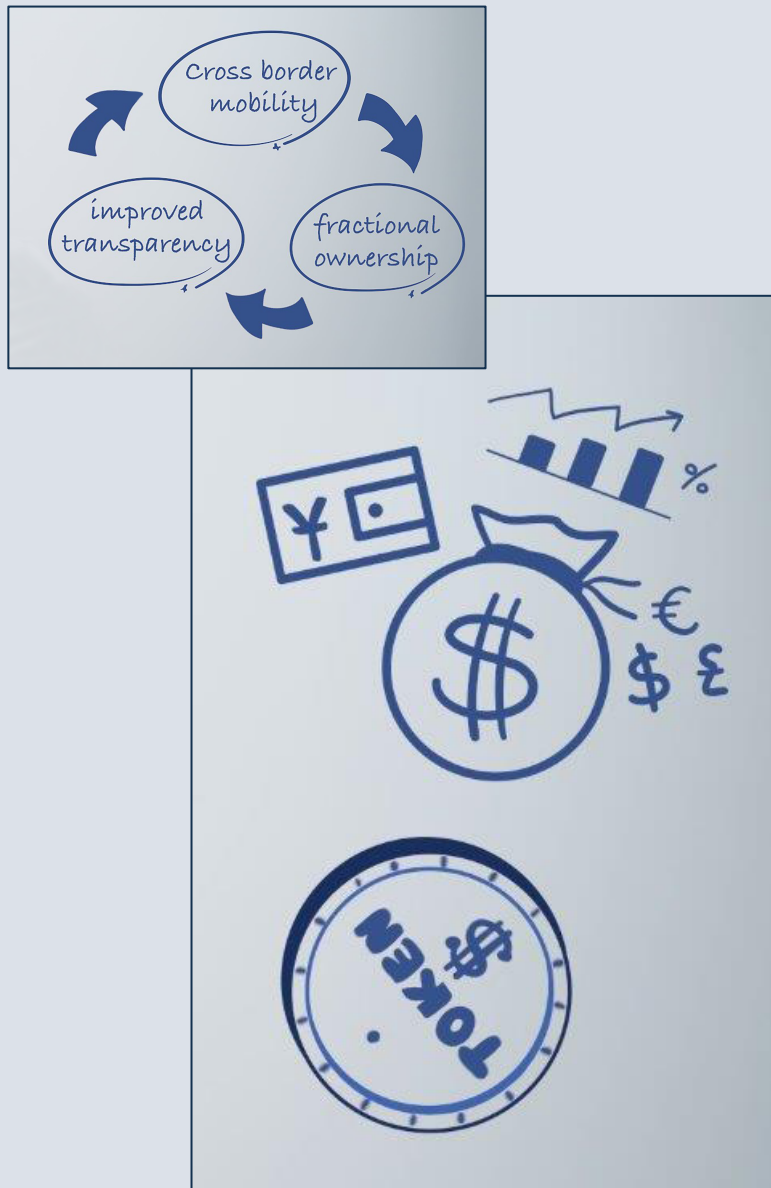 Cross border
mobility
improved
transparency
fractional
ownership
%
¥
€
$
$ £
$
TOKEN